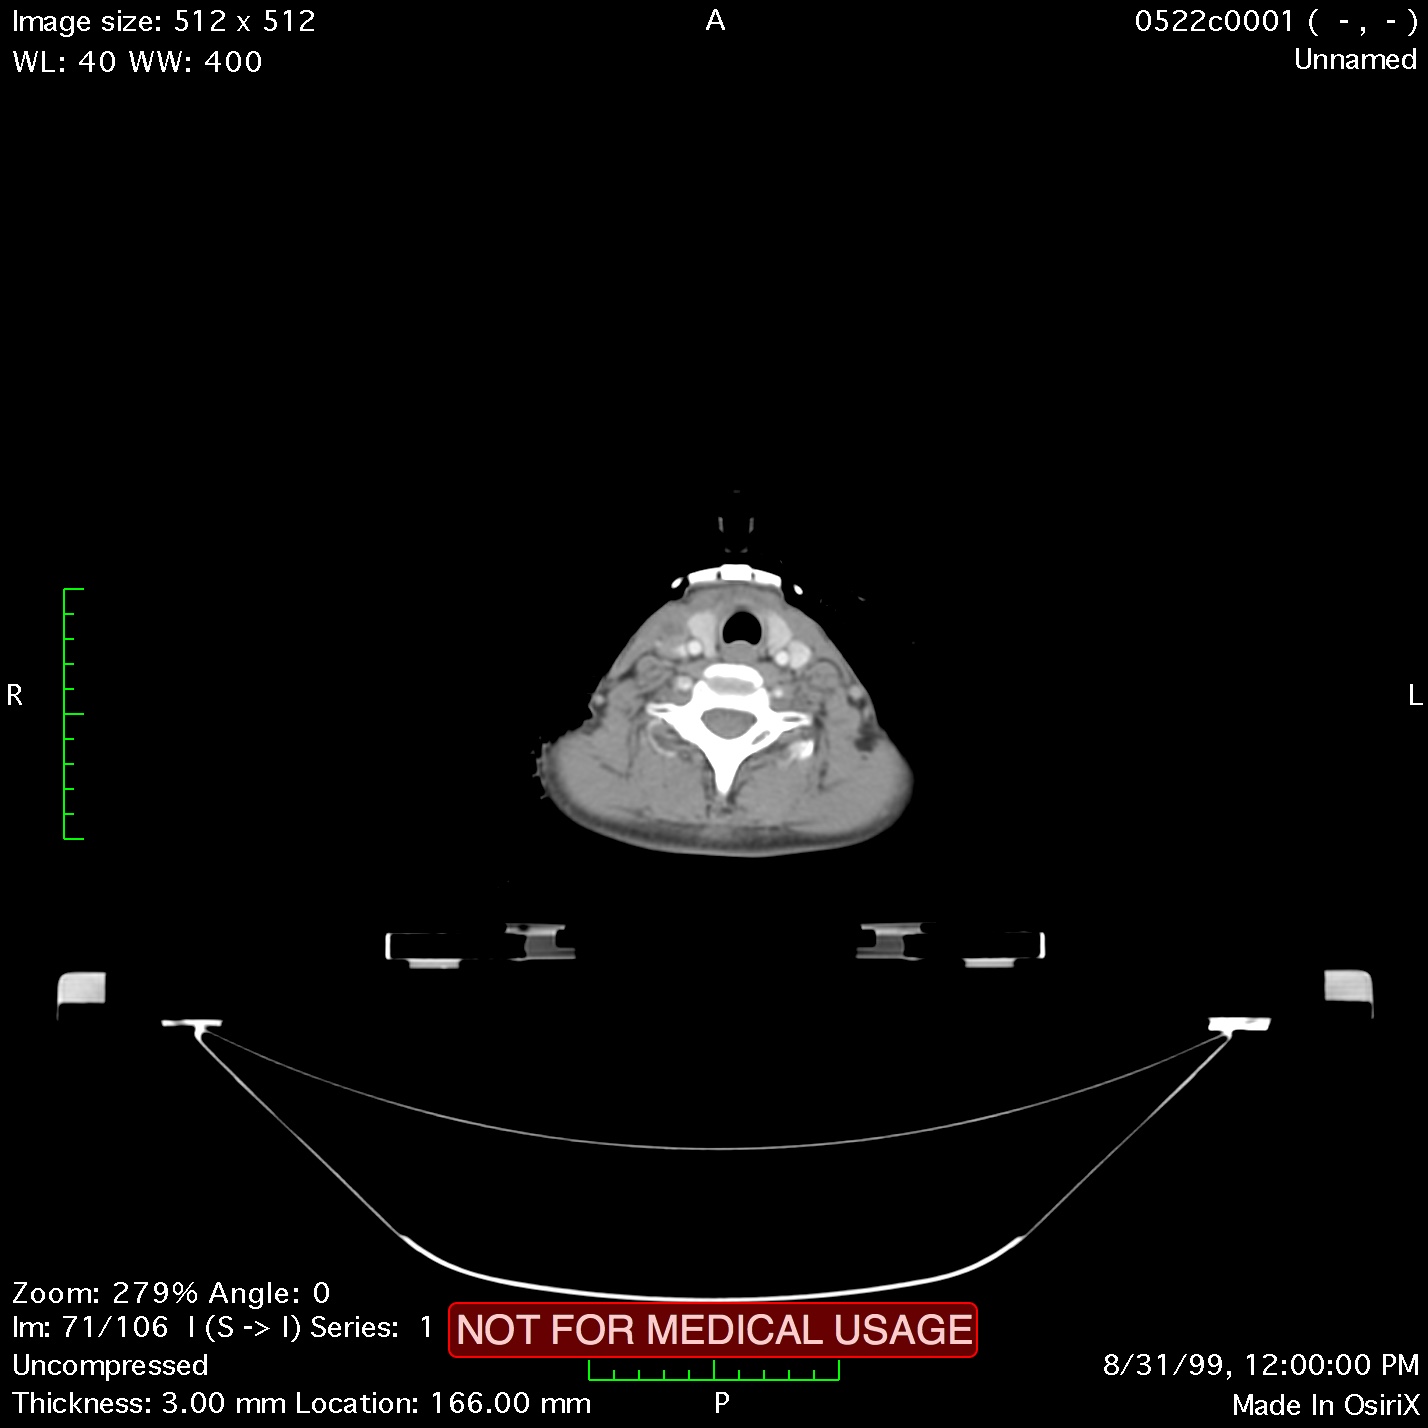 Image size: 512 x 512
WL: 40 WW: 400
A
0522c0001 ( - , - )
Unnamed
R
L
Zoom: 279% Angle: 0
Im: 71/106 I (S -> I) Series: 1
Uncompressed
Thickness: 3.00 mm Location: 166.00 mm
NOT FOR MEDICAL USAGE
P
8/31/99, 12:00:00 PM
Made In OsiriX